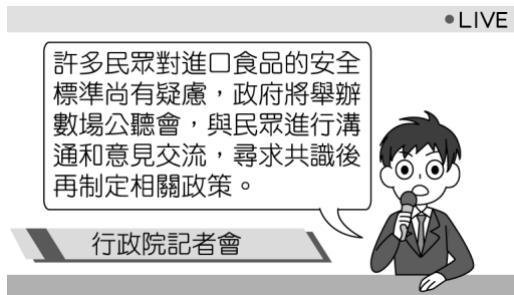 ●LIVE
許多民眾對進口食品的安全
標準尚有疑慮，政府將舉辦
數場公聽會，與民眾進行溝
通和意見交流，尋求共識後
再制定相關政策。
行政院記者會